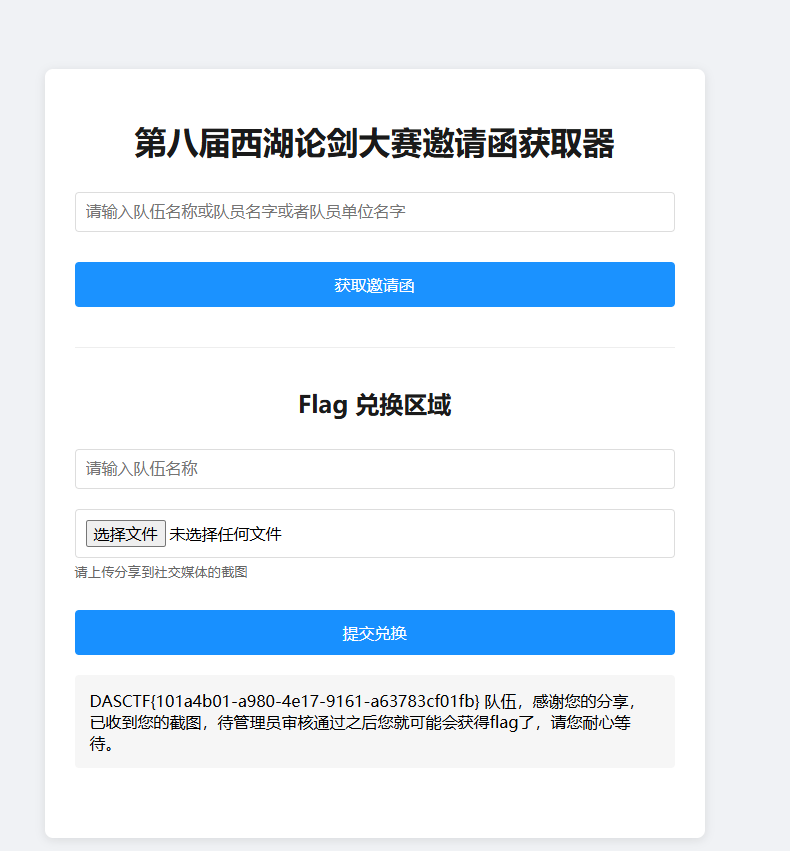 第八届西湖论剑大赛邀请函获取器
请输入队伍名称或队员名字或者队员单位名字
获取邀请函
Flag 兑换区域
请输入队伍名称
选择文件 未选择任何文件
请上传分享到社交媒体的截图
提交兑换
DASCTF{101a4b01-a980-4e17-9161-a63783cf01fb} 队伍，感谢您的分享，
已收到您的截图，待管理员审核通过之后您就可能会获得flag了，请您耐心等
待。